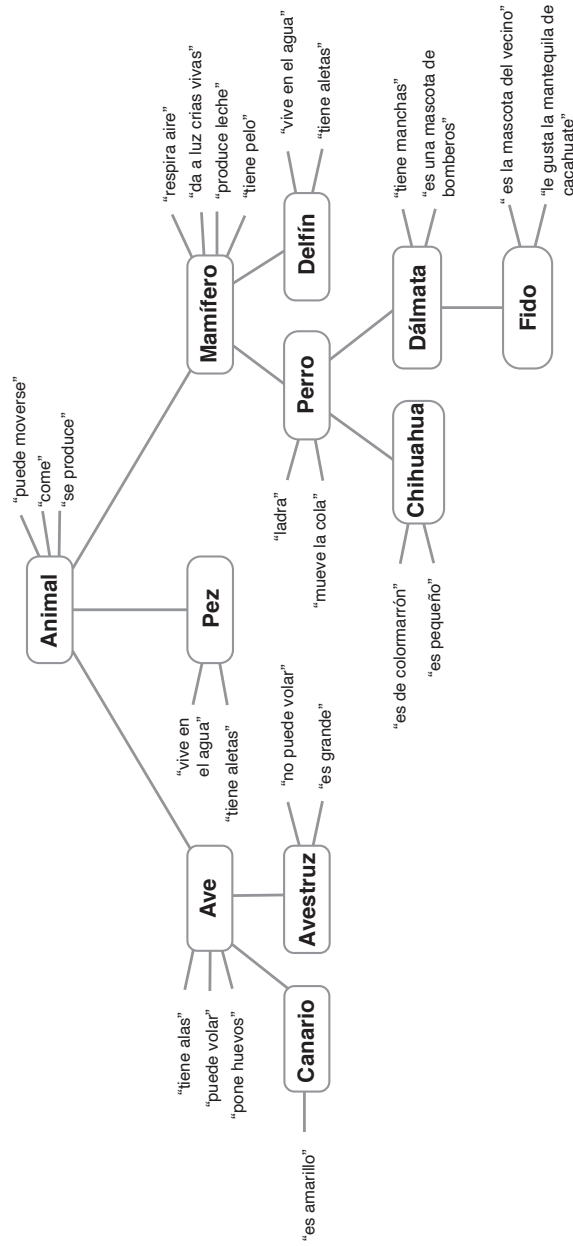 “puede moverse”
“come”
“se produce”
Animal
“tiene alas”
“puede volar”
“pone huevos”
Ave
“vive en
el agua”
“tiene aletas”
Pez
Mamífero
“respira aire”
“da a luz crias vivas”
“produce leche”
“tiene pelo”
“es amarillo”
Canario
Avestruz
“no puede volar”
“es grande”
“ladra”
“mueve la cola”
Perro
Delfín
“vive en el agua”
“tiene aletas”
“es de colormarrón”
“es pequeño”
Chihuahua
Dálmata
“tiene manchas”
“es una mascota de
bomberos”
Fido
“ es la mascota del vecino”
“le gusta la mantequila de
cacahuate”